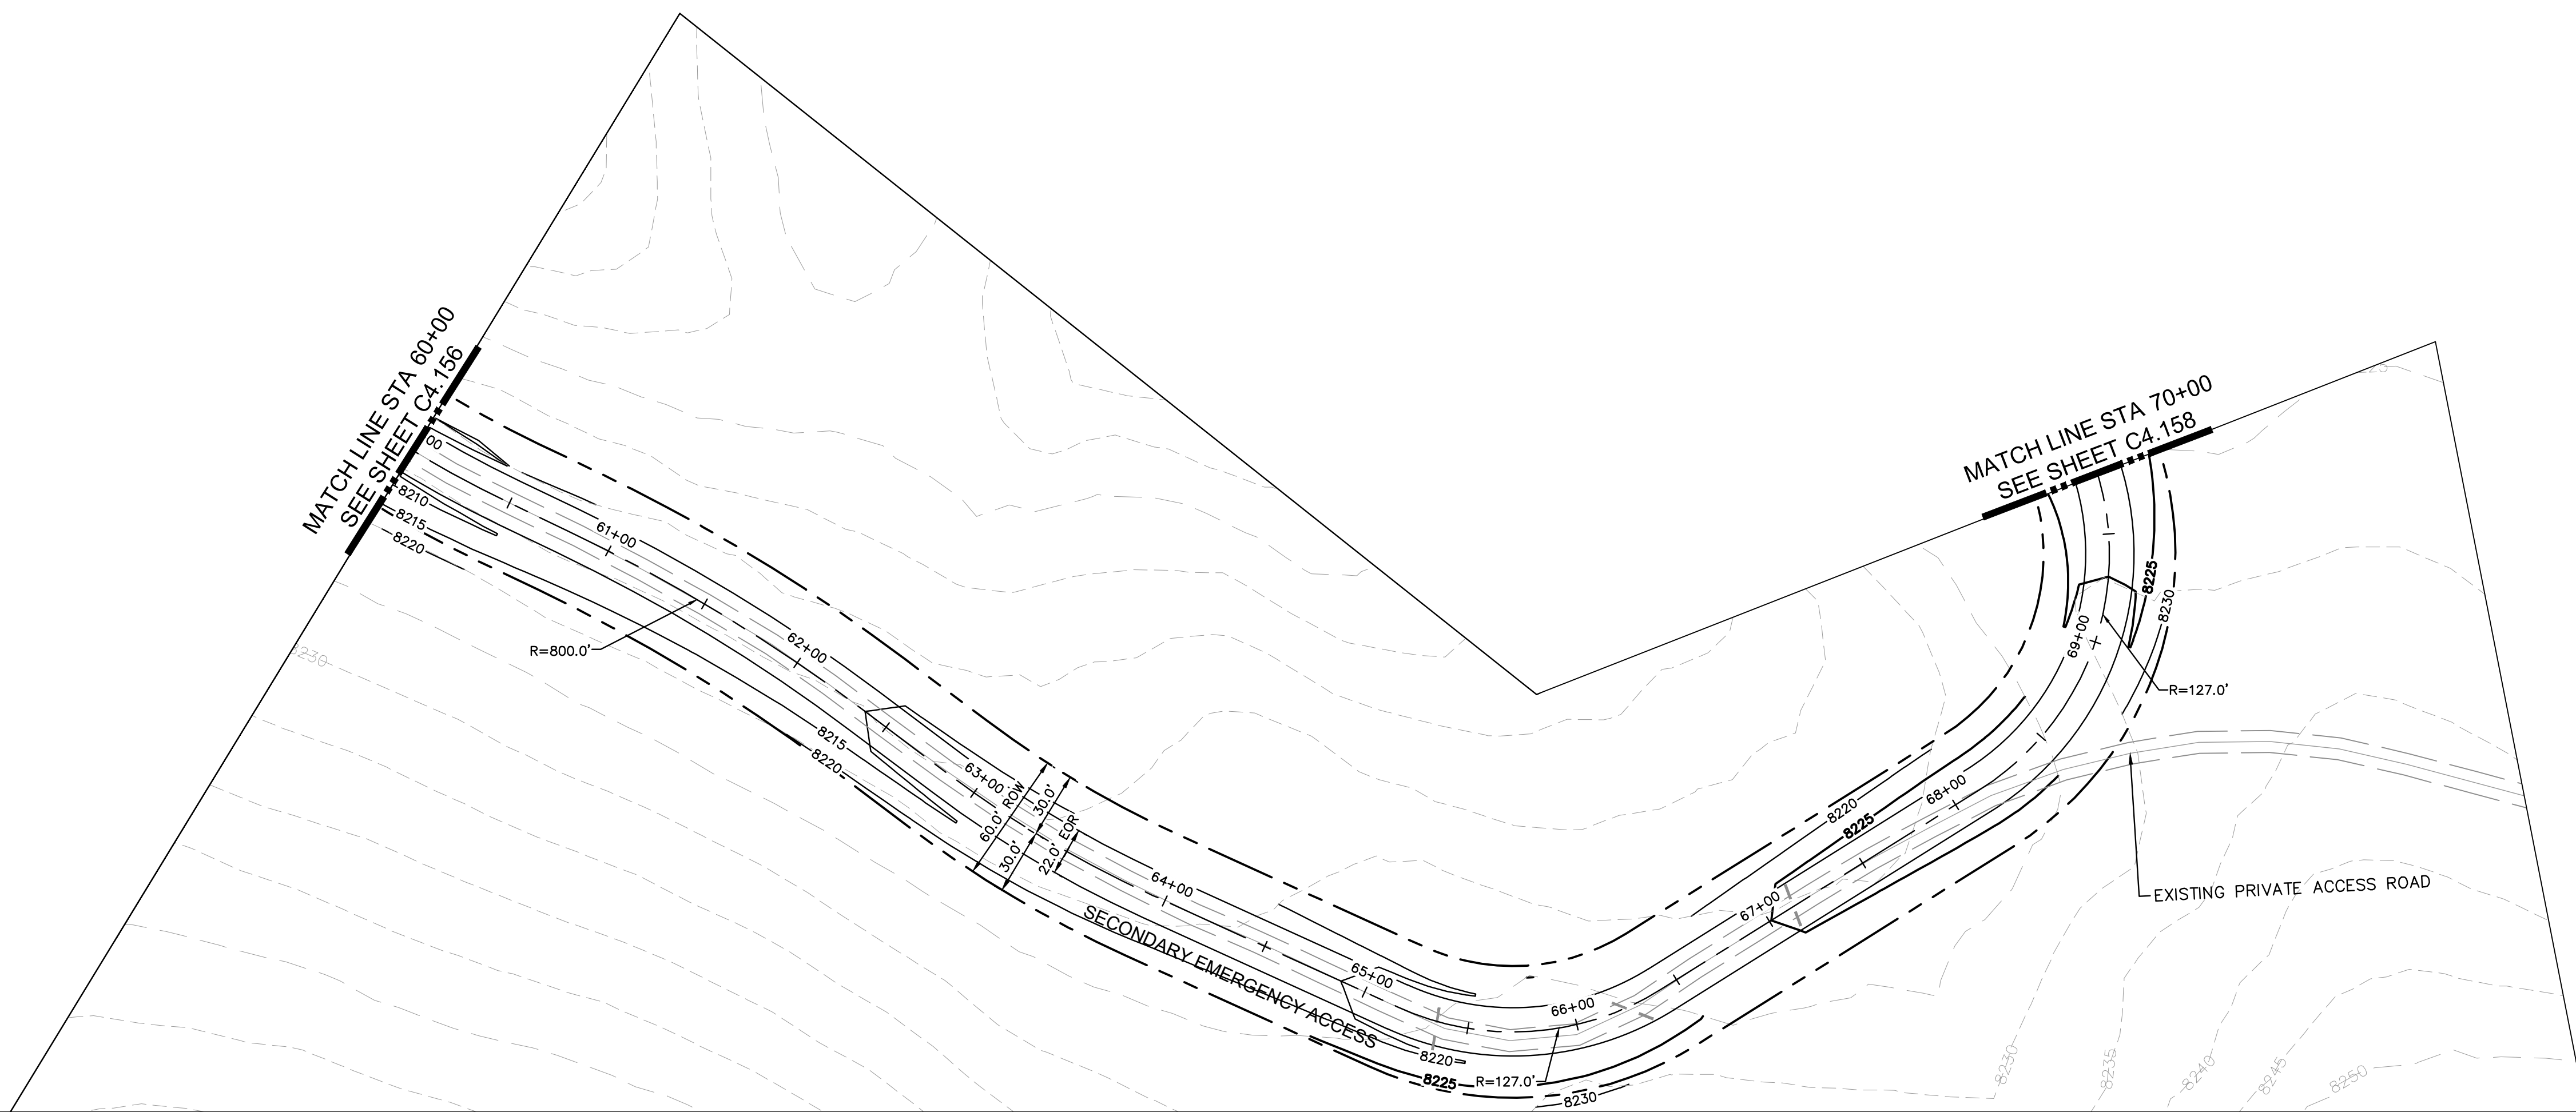 MATCH LINE STA 60+00
SEE SHEET C4.156
00
8210
8215
8220
8230
61+00
R=800.0'
62+00
8215
8220
63+00
60.0' ROW
30.0'
30.0'
22.0' EOR
64+00
SECONDARY EMERGENCY ACCESS
65+00
8220
8225
R=127.0'
66+00
8230
67+00
8220
8225
68+00
69+00
R=127.0'
8225
8230
MATCH LINE STA 70+00
SEE SHEET C4.158
EXISTING PRIVATE ACCESS ROAD
8230
8235
8240
8245
8250